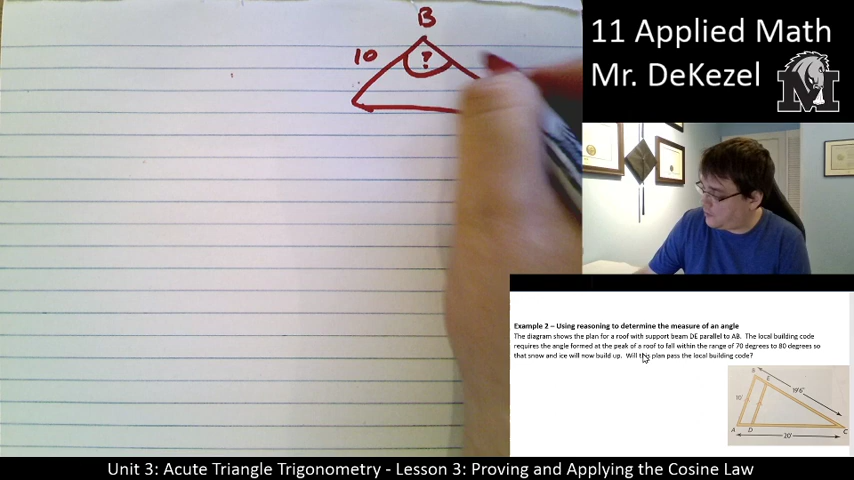 11 Applied Math
Mr. DeKezel
M
B
10
?
Example 2 – Using reasoning to determine the measure of an angle
The diagram shows the plan for a roof with support beam DE parallel to AB. The local building code
requires the angle formed at the peak of a roof to fall within the range of 70 degrees to 80 degrees so
that snow and ice will now build up. Will this plan pass the local building code?
B
E
19'6"
10'
A
D
C
20'
Unit 3: Acute Triangle Trigonometry - Lesson 3: Proving and Applying the Cosine Law